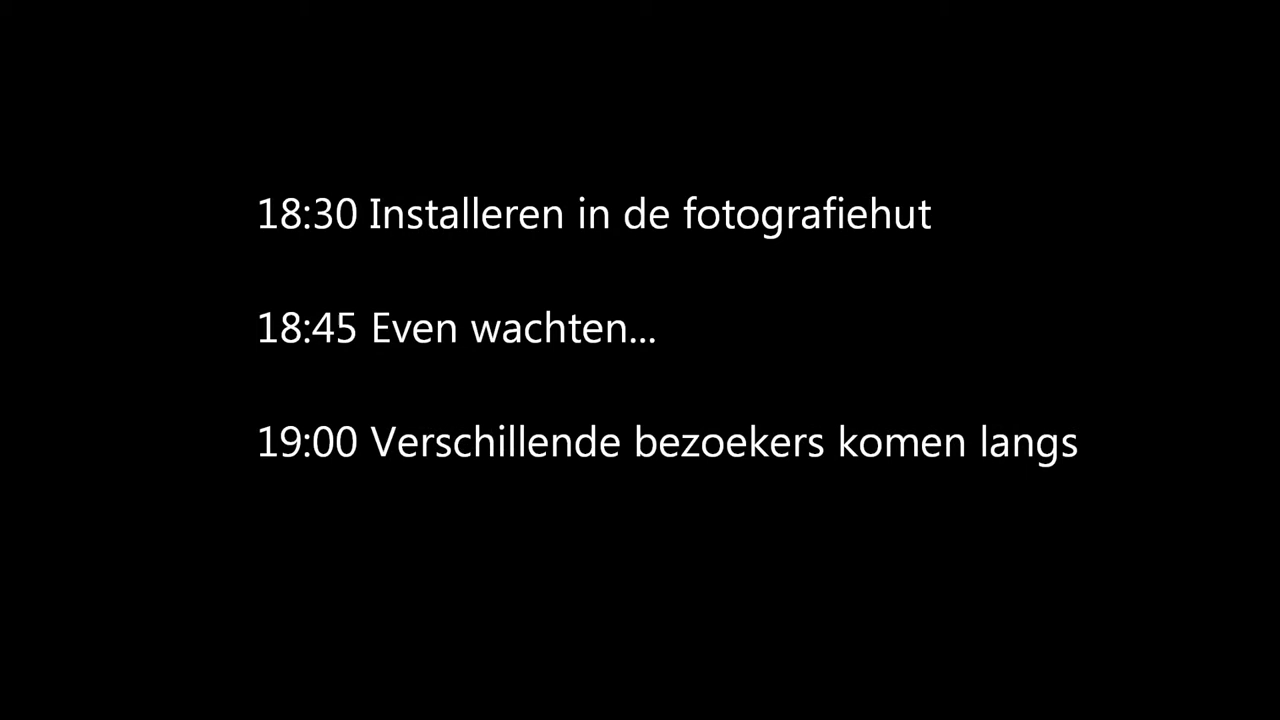 18:30 Installeren in de fotografiehut
18:45 Even wachten...
19:00 Verschillende bezoekers komen langs